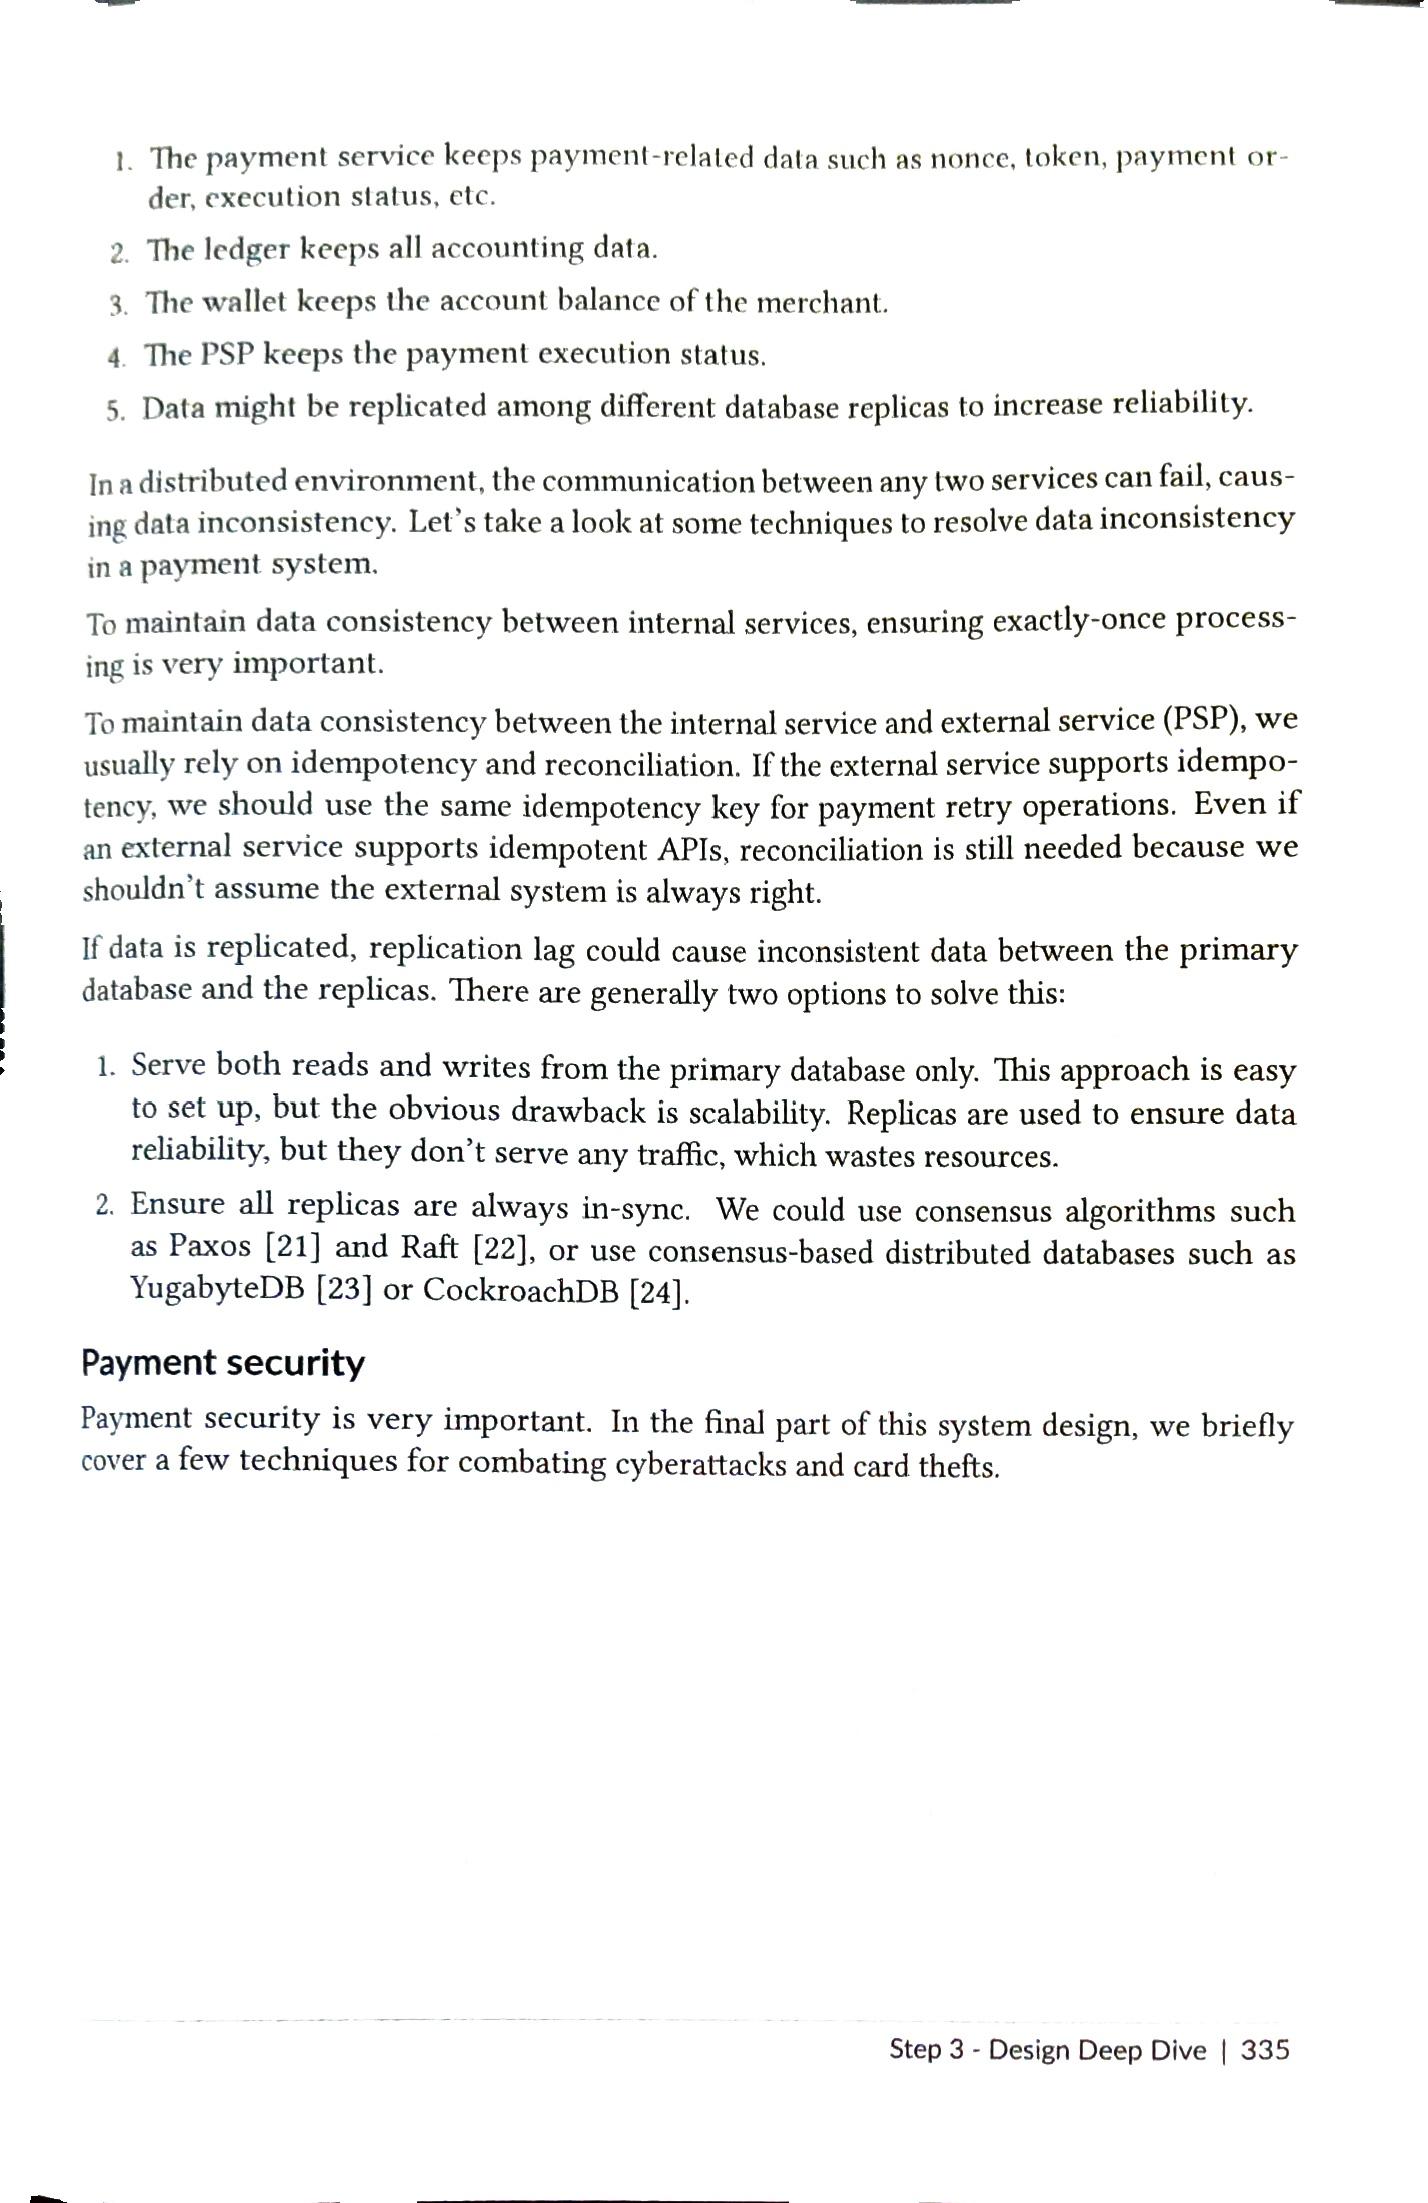 1. The payment service keeps payment-related data such as nonce, token, payment or-
der, execution status, etc.
2. The ledger keeps all accounting data.
3. The wallet keeps the account balance of the merchant.
4. The PSP keeps the payment execution status.
5. Data might be replicated among different database replicas to increase reliability.
In a distributed environment, the communication between any two services can fail, caus-
ing data inconsistency. Let's take a look at some techniques to resolve data inconsistency
in a payment system.
To maintain data consistency between internal services, ensuring exactly-once process-
ing is very important.
To maintain data consistency between the internal service and external service (PSP), we
usually rely on idempotency and reconciliation. If the external service supports idempo-
tency, we should use the same idempotency key for payment retry operations. Even if
an external service supports idempotent APIs, reconciliation is still needed because we
shouldn't assume the external system is always right.
If data is replicated, replication lag could cause inconsistent data between the primary
database and the replicas. There are generally two options to solve this:
1. Serve both reads and writes from the primary database only. This approach is easy
to set up, but the obvious drawback is scalability. Replicas are used to ensure data
reliability, but they don't serve any traffic, which wastes resources.
2. Ensure all replicas are always in-sync. We could use consensus algorithms such
as Paxos [21] and Raft [22], or use consensus-based distributed databases such as
YugabyteDB [23] or CockroachDB [24].
Payment security
Payment security is very important. In the final part of this system design, we briefly
cover a few techniques for combating cyberattacks and card thefts.
Step 3 - Design Deep Dive | 335